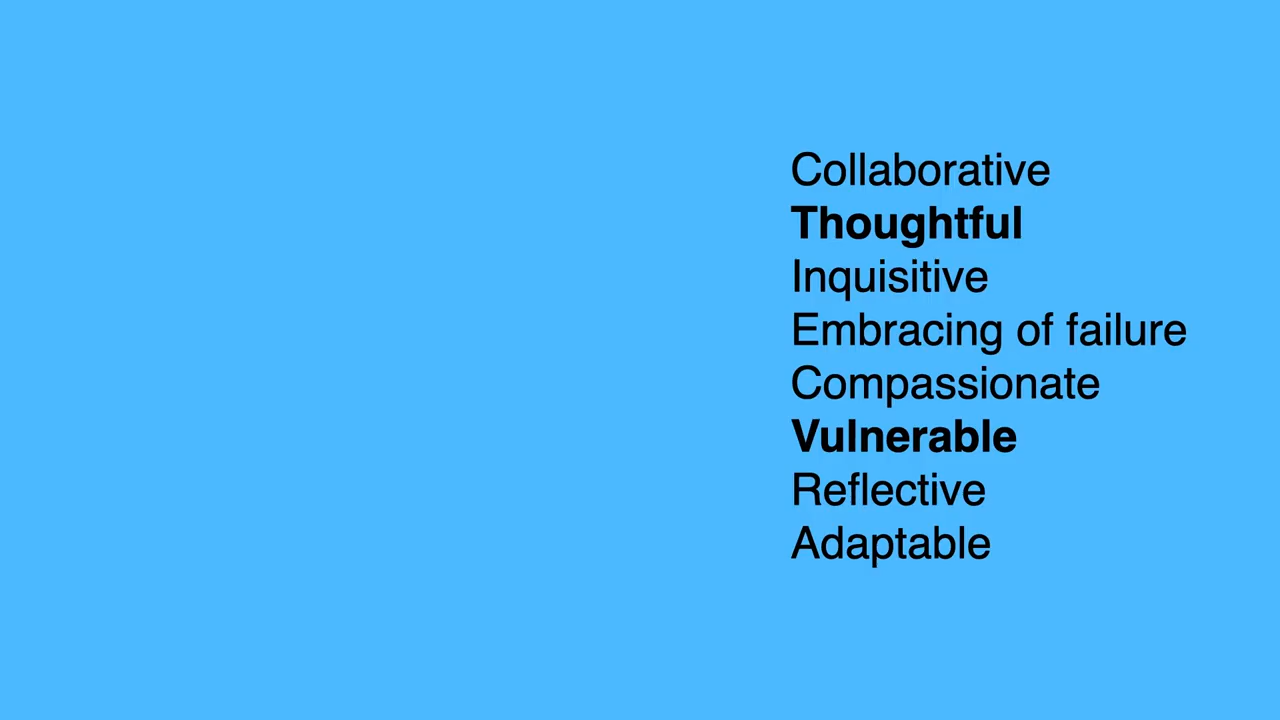 Collaborative
Thoughtful
Inquisitive
Embracing of failure
Compassionate
Vulnerable
Reflective
Adaptable